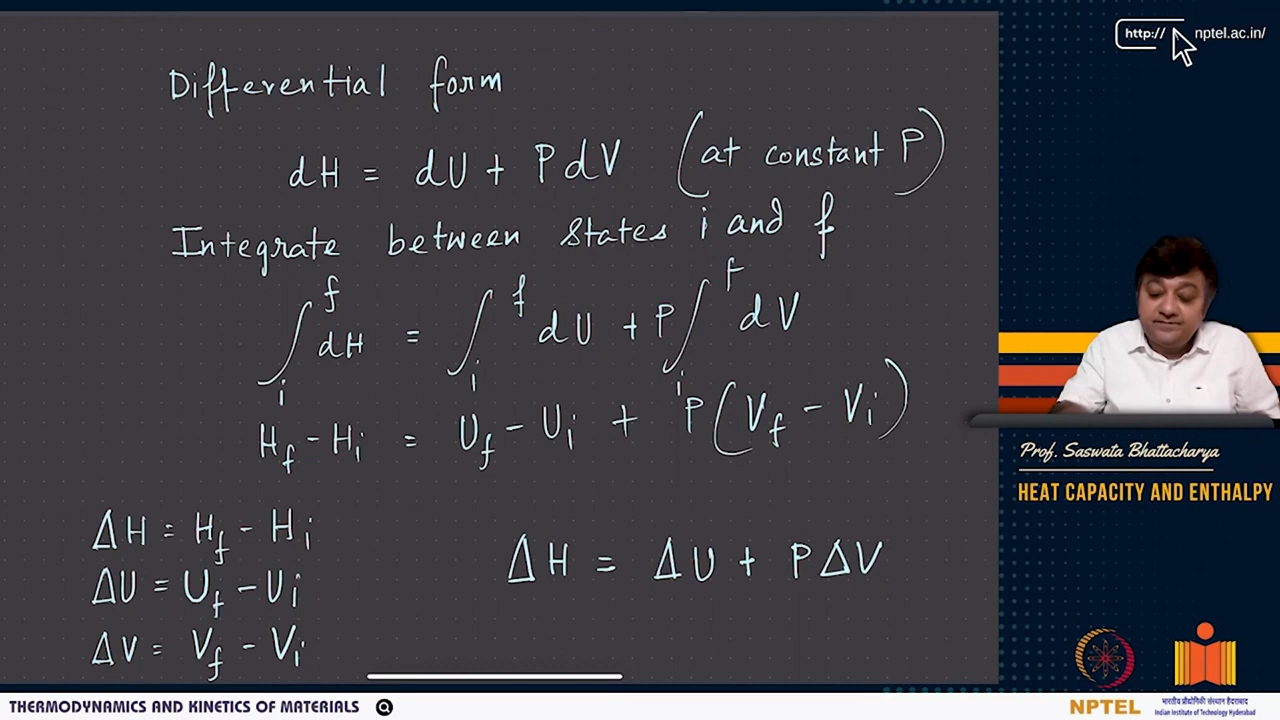 http://
nptel.ac.in/
Differential form
dH = dU + PdV (at constant P)
Integrate between states i and f
∫_i^f dH = ∫_i^f dU + P∫_i^f dV
H_f - H_i = U_f - U_i + P(V_f - V_i)
ΔH = H_f - H_i
ΔU = U_f - U_i
ΔV = V_f - V_i
ΔH = ΔU + PΔV
Prof. Saswata Bhattacharya
HEAT CAPACITY AND ENTHALPY
THERMODYNAMICS AND KINETICS OF MATERIALS
NPTEL
भारतीय प्रौद्योगिकी संस्थान हैदराबाद
Indian Institute of Technology Hyderabad